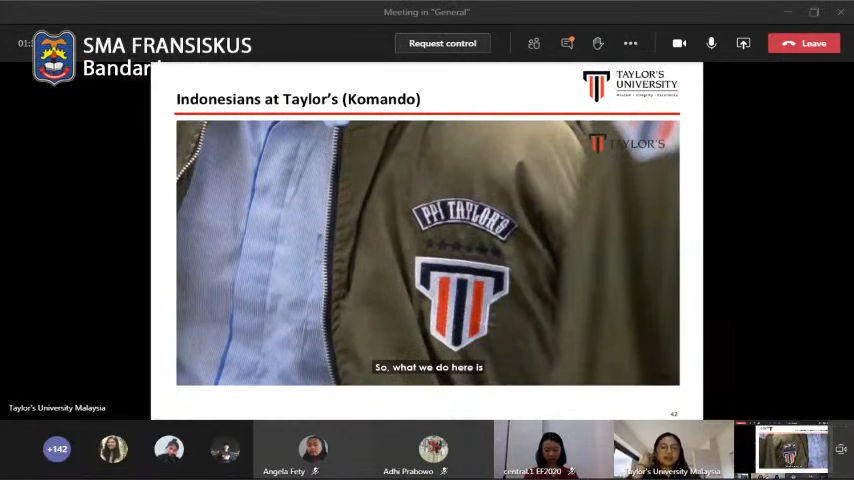 Meeting in "General"
SMA FRANSISKUS
Request control
Leave
Indonesians at Taylor's (Komando)
TAYLOR'S
UNIVERSITY
TAYLOR'S
PPI TAYLOR'S
So, what we do here is
42
Taylor's University Malaysia
+142
Angela Fety
Adhi Prabowo
central.1 EF2020
Taylor's University Malaysia